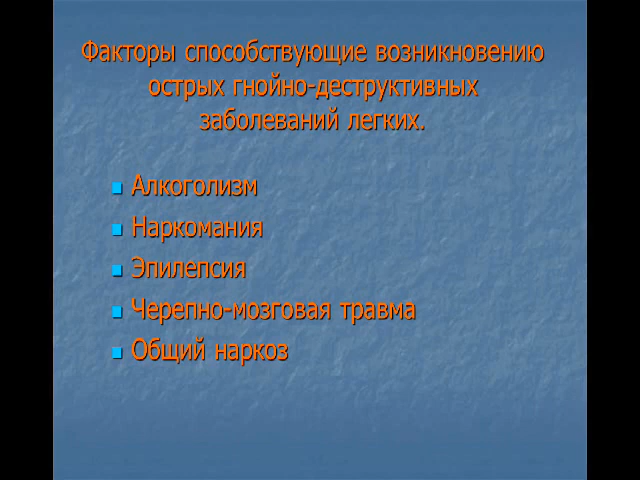 Факторы способствующие возникновению
острых гнойно-деструктивных
заболеваний легких.
Алкоголизм
Наркомания
Эпилепсия
Черепно-мозговая травма
Общий наркоз